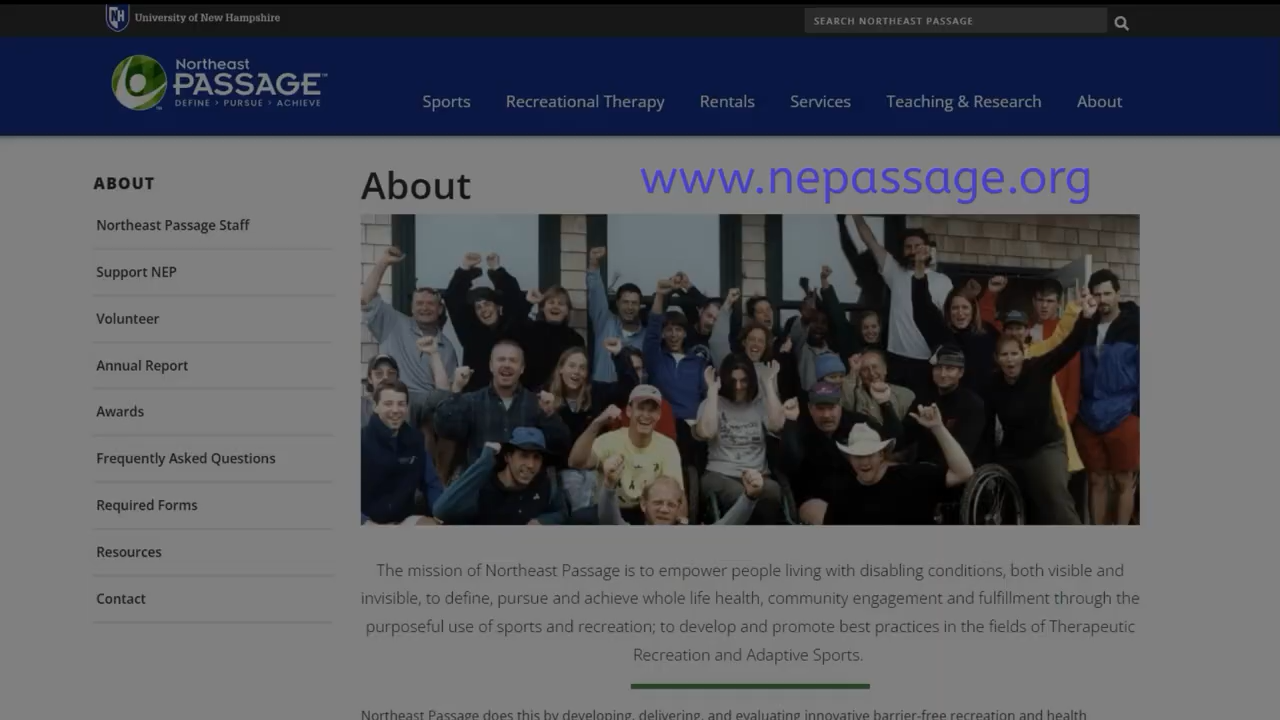 University of New Hampshire
SEARCH NORTHEAST PASSAGE
Northeast
PASSAGE™
DEFINE › PURSUE › ACHIEVE
Sports
Recreational Therapy
Rentals
Services
Teaching & Research
About
ABOUT
Northeast Passage Staff
Support NEP
Volunteer
Annual Report
Awards
Frequently Asked Questions
Required Forms
Resources
Contact
About
www.nepassage.org
The mission of Northeast Passage is to empower people living with disabling conditions, both visible and
invisible, to define, pursue and achieve whole life health, community engagement and fulfillment through the
purposeful use of sports and recreation; to develop and promote best practices in the fields of Therapeutic
Recreation and Adaptive Sports.
Northeast Passage does this by developing, delivering, and evaluating innovative barrier-free recreation and health